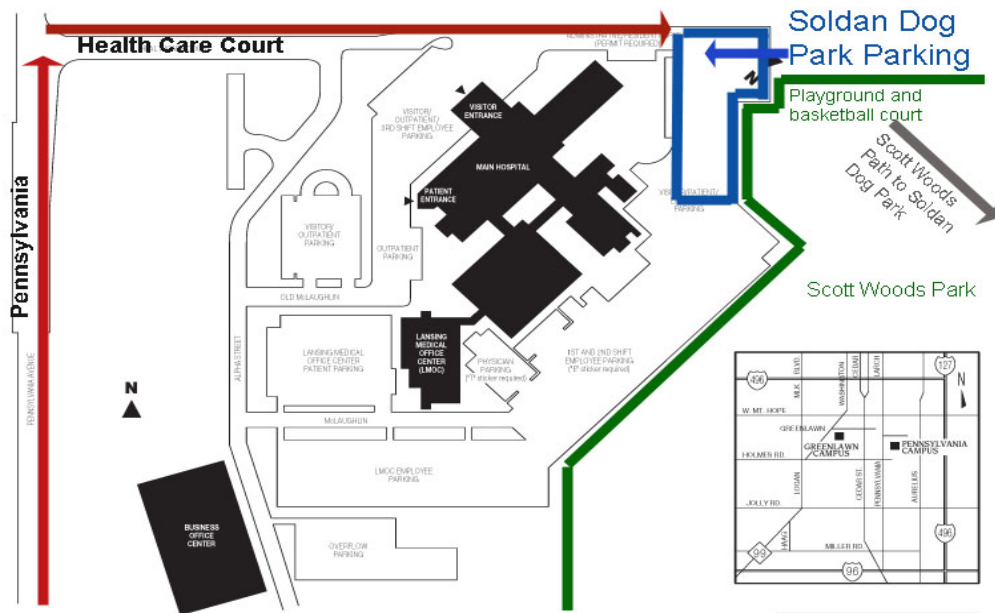 Health Care Court
(PERMIT REQUIRED)
Soldan Dog
Park Parking
N
Playground and
basketball court
Scott Woods
Path to Soldan
Dog Park
Scott Woods Park
Pennsylvania
PENNSYLVANIA AVENUE
VISITOR/
OUTPATIENT/
3RD SHIFT EMPLOYEE
PARKING
VISITOR
ENTRANCE
MAIN HOSPITAL
PATIENT
ENTRANCE
VISITOR/
OUTPATIENT
PARKING
OUTPATIENT
PARKING
PARKING
OLD McLAUGHLIN
ALPHA STREET
LANSING MEDICAL
OFFICE CENTER
PATIENT PARKING
LANSING
MEDICAL
OFFICE
CENTER
(LMOC)
PHYSICIAN
PARKING
1ST AND 2ND SHIFT
EMPLOYEE PARKING
("E" sticker required)
N
McLAUGHLIN
LMOC EMPLOYEE
PARKING
BUSINESS
OFFICE
CENTER
OVERFLOW
PARKING
496
127
N
MLK BLVD.
WASHINGTON
CEDAR
LARCH
W. MT. HOPE
GREENLAWN
GREENLAWN
CAMPUS
PENNSYLVANIA
CAMPUS
HOLMES RD.
LOGAN
CEDAR ST.
PENNSYLVANIA
AURELIUS
JOLLY RD.
HAAG
MILLER RD.
99
96
496